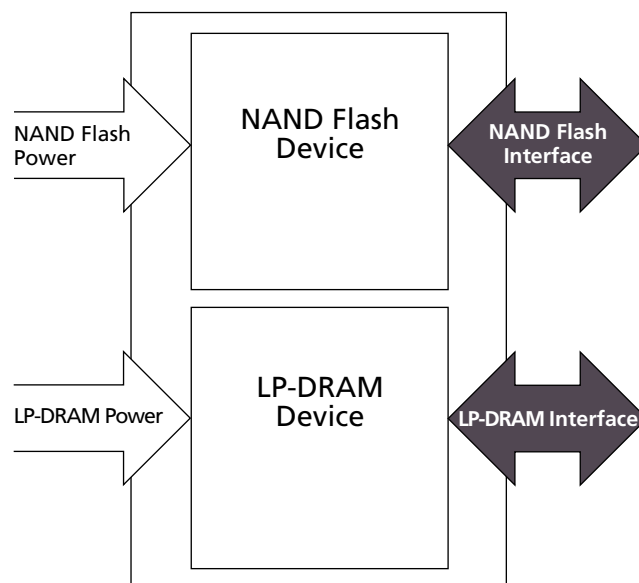 NAND Flash
Power
NAND Flash
Device
NAND Flash
Interface
LP-DRAM Power
LP-DRAM
Device
LP-DRAM Interface